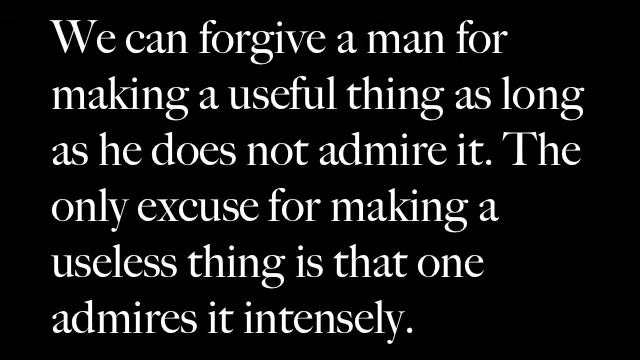 We can forgive a man for
making a useful thing as long
as he does not admire it. The
only excuse for making a
useless thing is that one
admires it intensely.